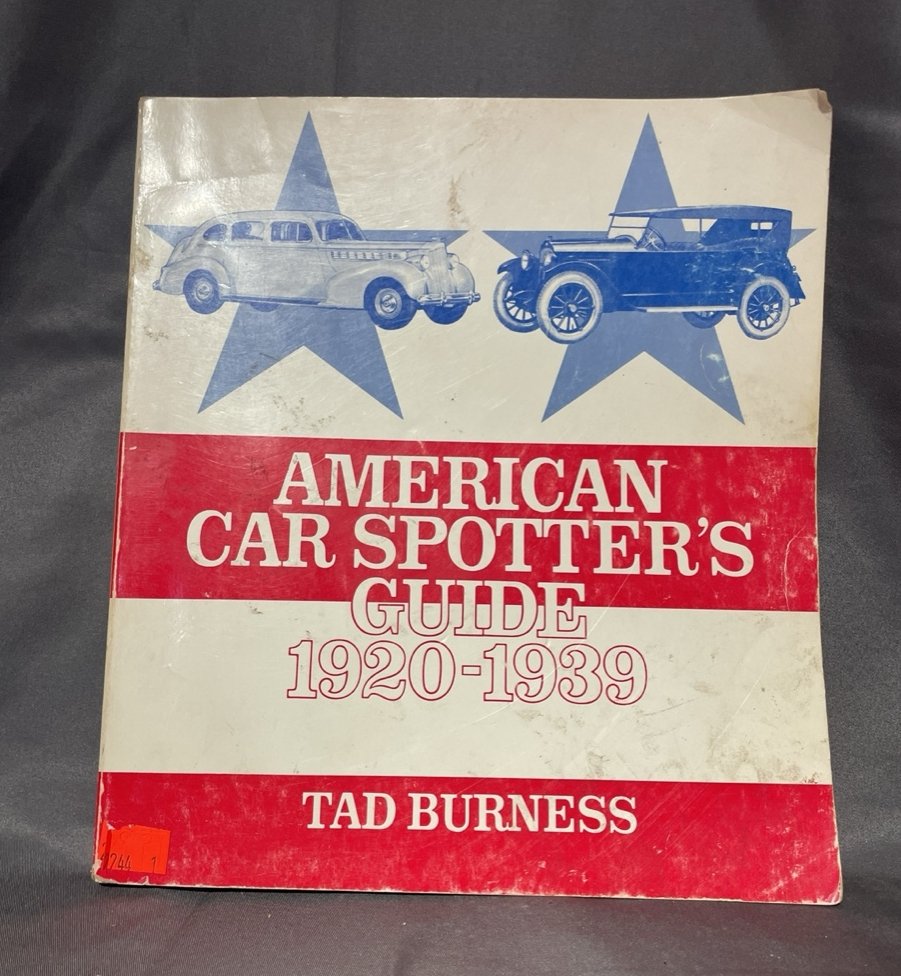 AMERICAN
CAR SPOTTER'S
GUIDE
1920-1939
TAD BURNESS